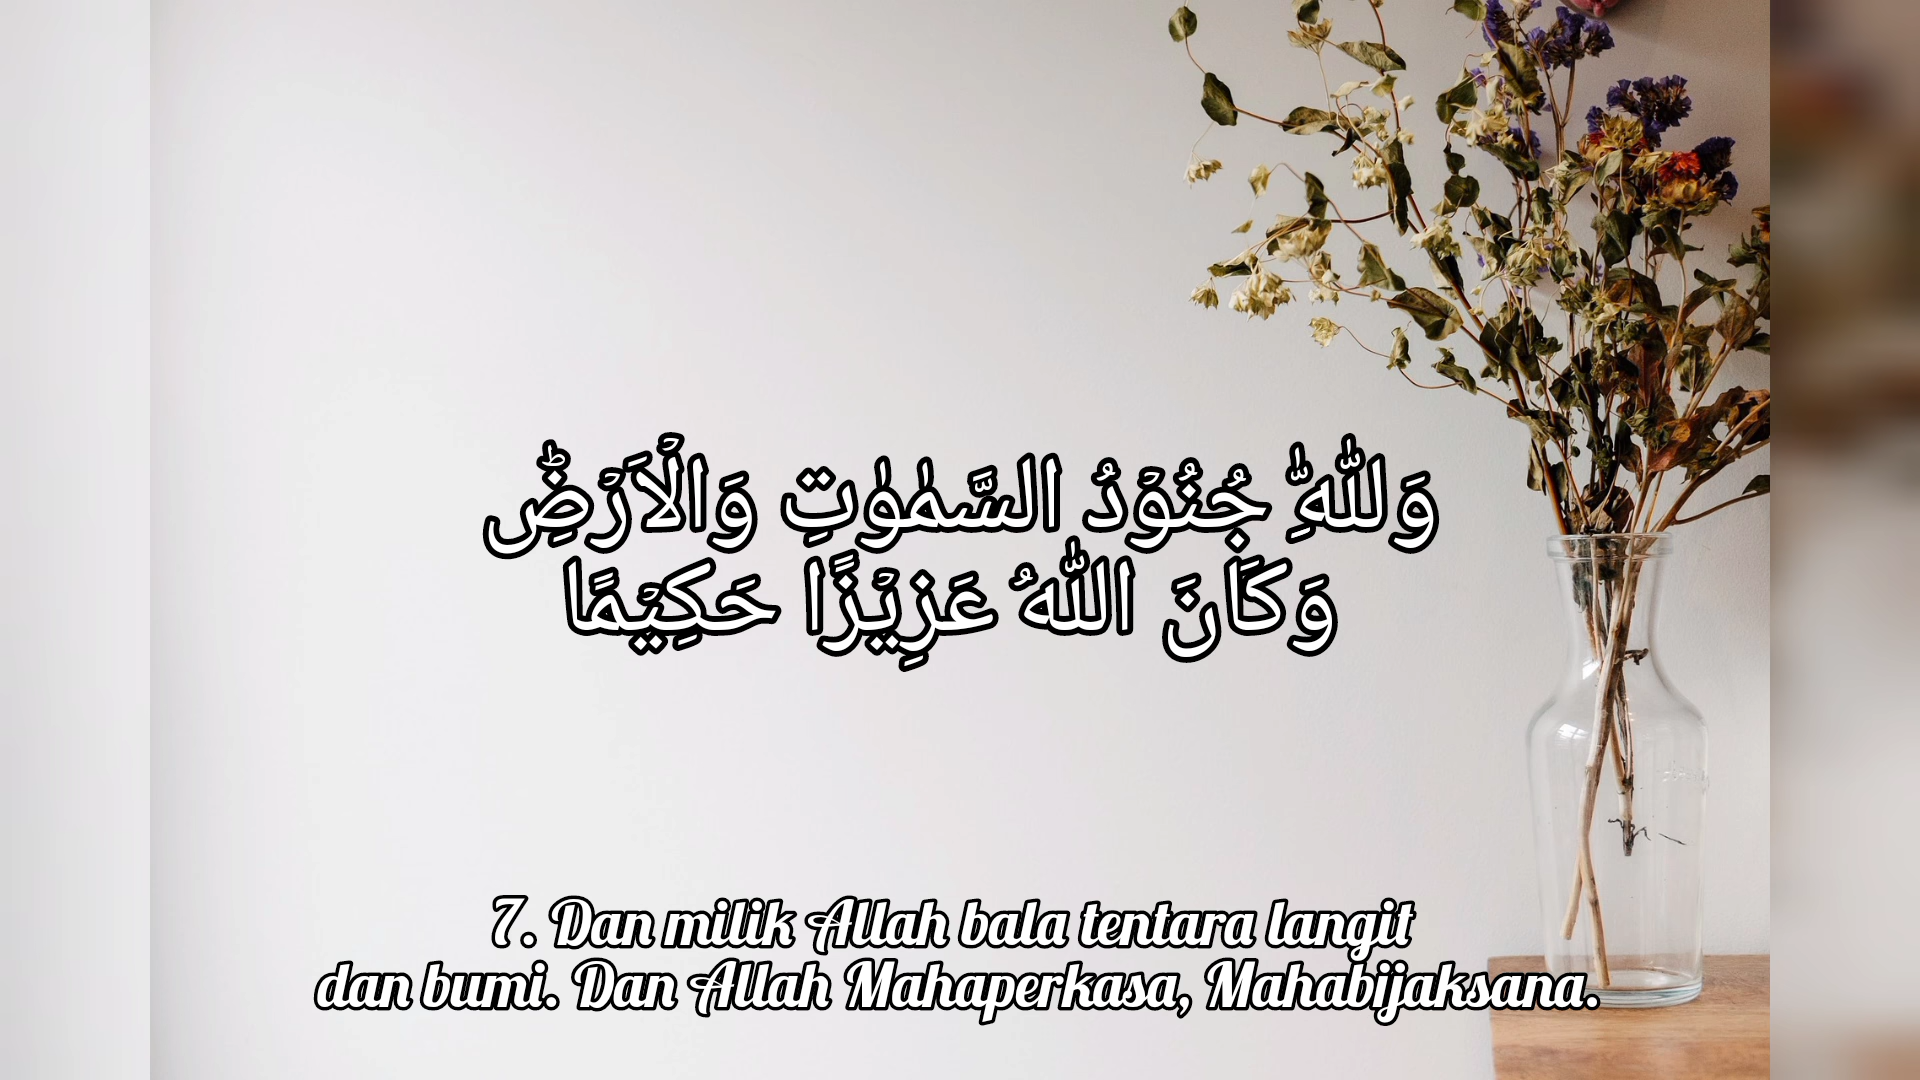 وَلِلّٰهِ جُنُوْدُ السَّمٰوٰتِ وَالْاَرْضِۗ
وَكَانَ اللّٰهُ عَزِيْزًا حَكِيْمًا
7. Dan milik Allah bala tentara langit
dan bumi. Dan Allah Mahaperkasa, Mahabijaksana.